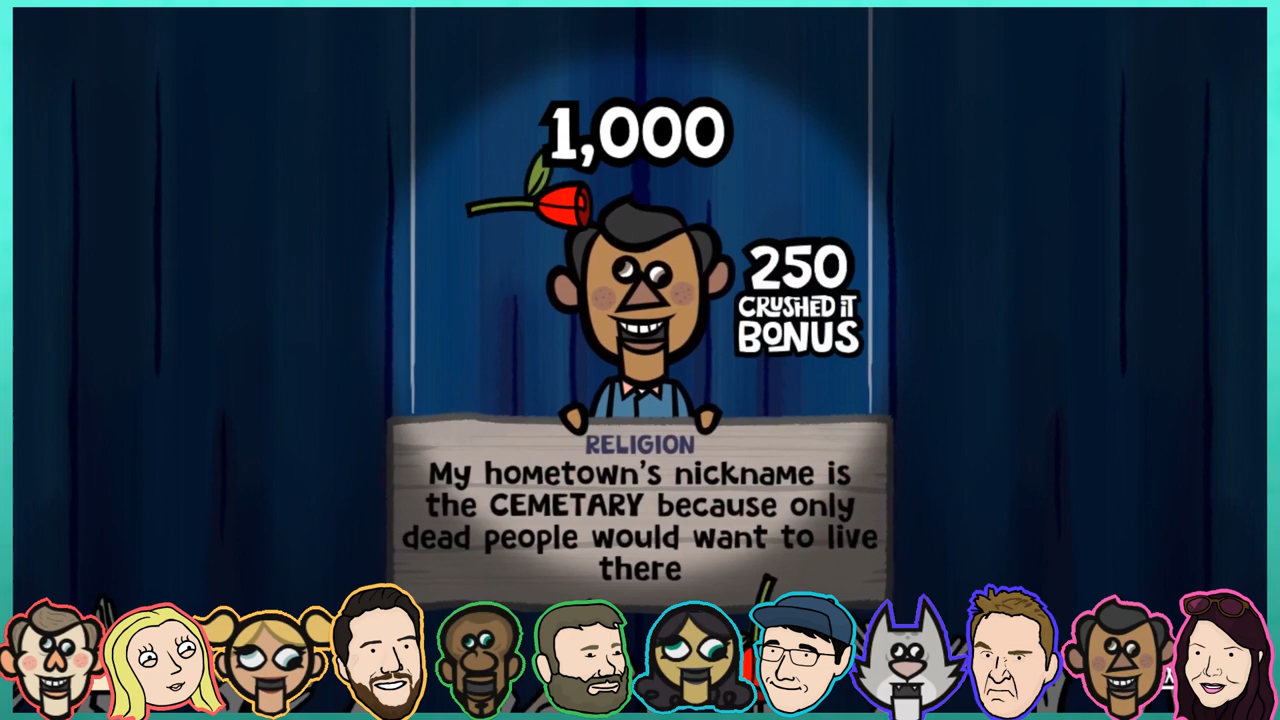 1,000
250
CRUSHED IT
BONUS
RELIGION
My hometown's nickname is
the CEMETARY because only
dead people would want to live
there